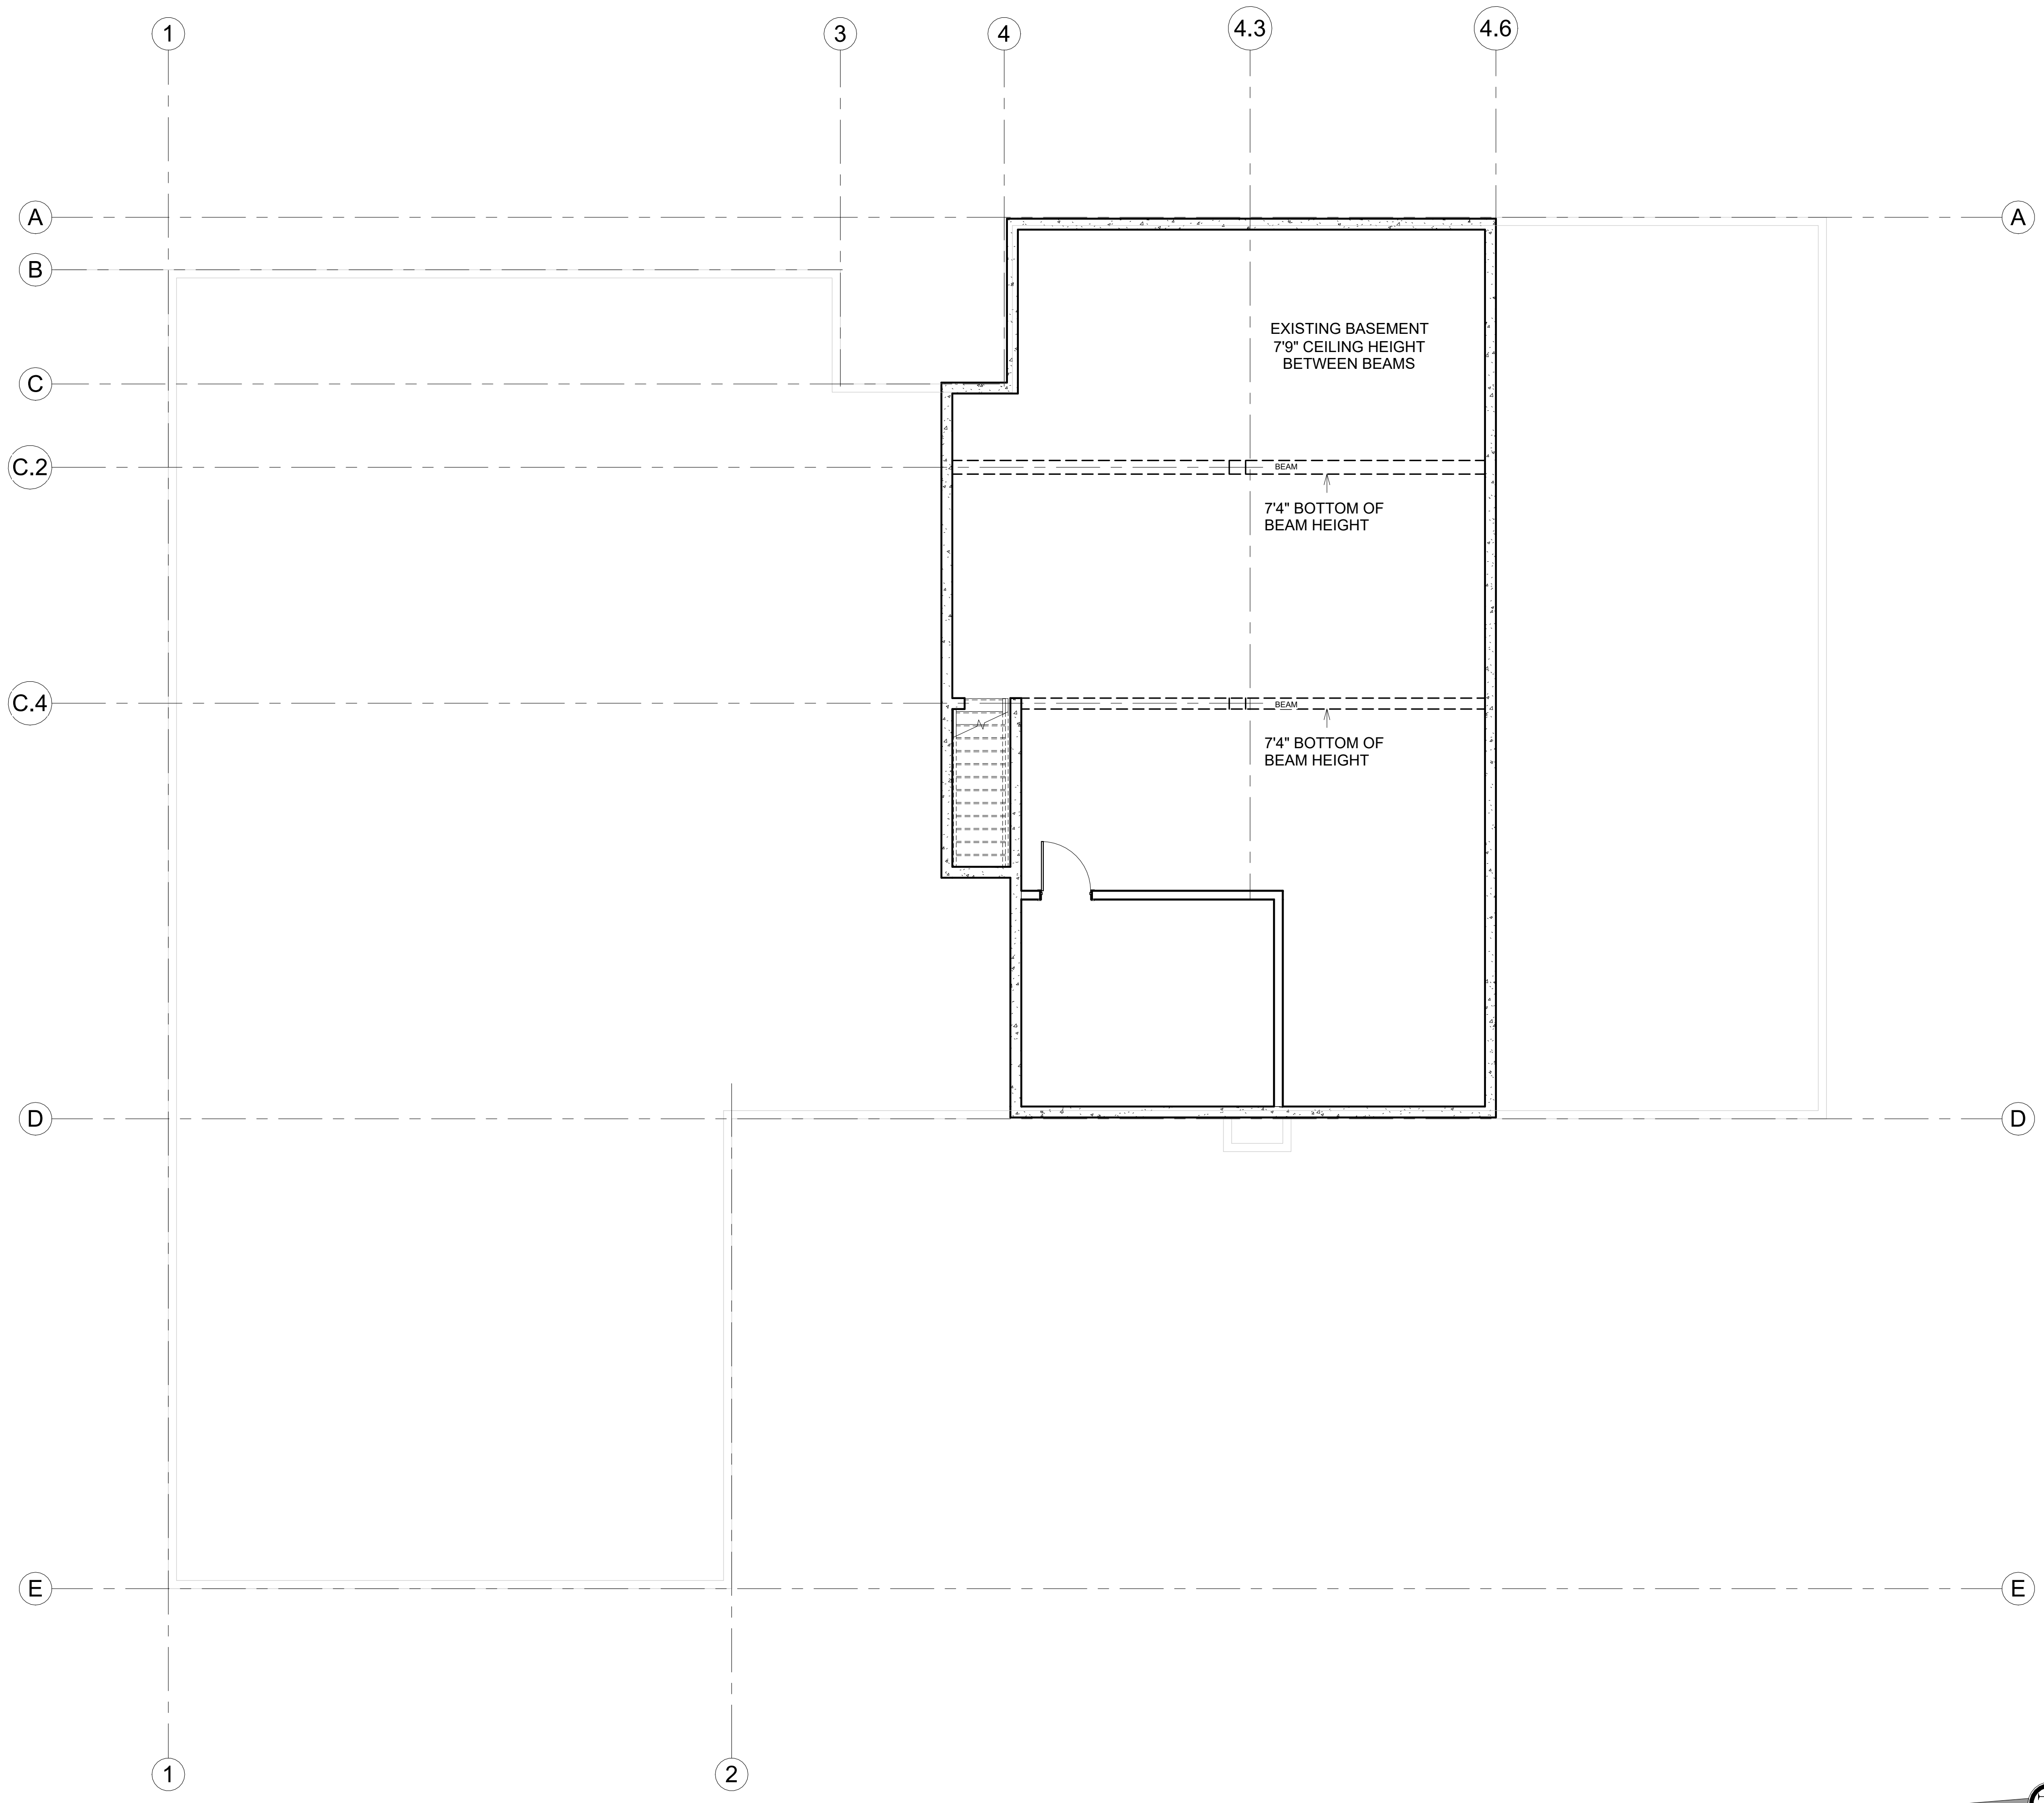 1
3
4
4.3
4.6
A
A
B
EXISTING BASEMENT
7'9" CEILING HEIGHT
BETWEEN BEAMS
C
C.2
BEAM
7'4" BOTTOM OF
BEAM HEIGHT
C.4
BEAM
7'4" BOTTOM OF
BEAM HEIGHT
D
D
E
E
1
2